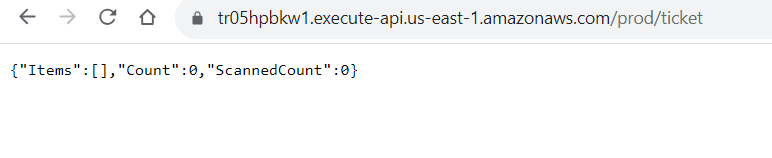 tr05hpbkw1.execute-api.us-east-1.amazonaws.com/prod/ticket
{"Items":[],"Count":0,"ScannedCount":0}